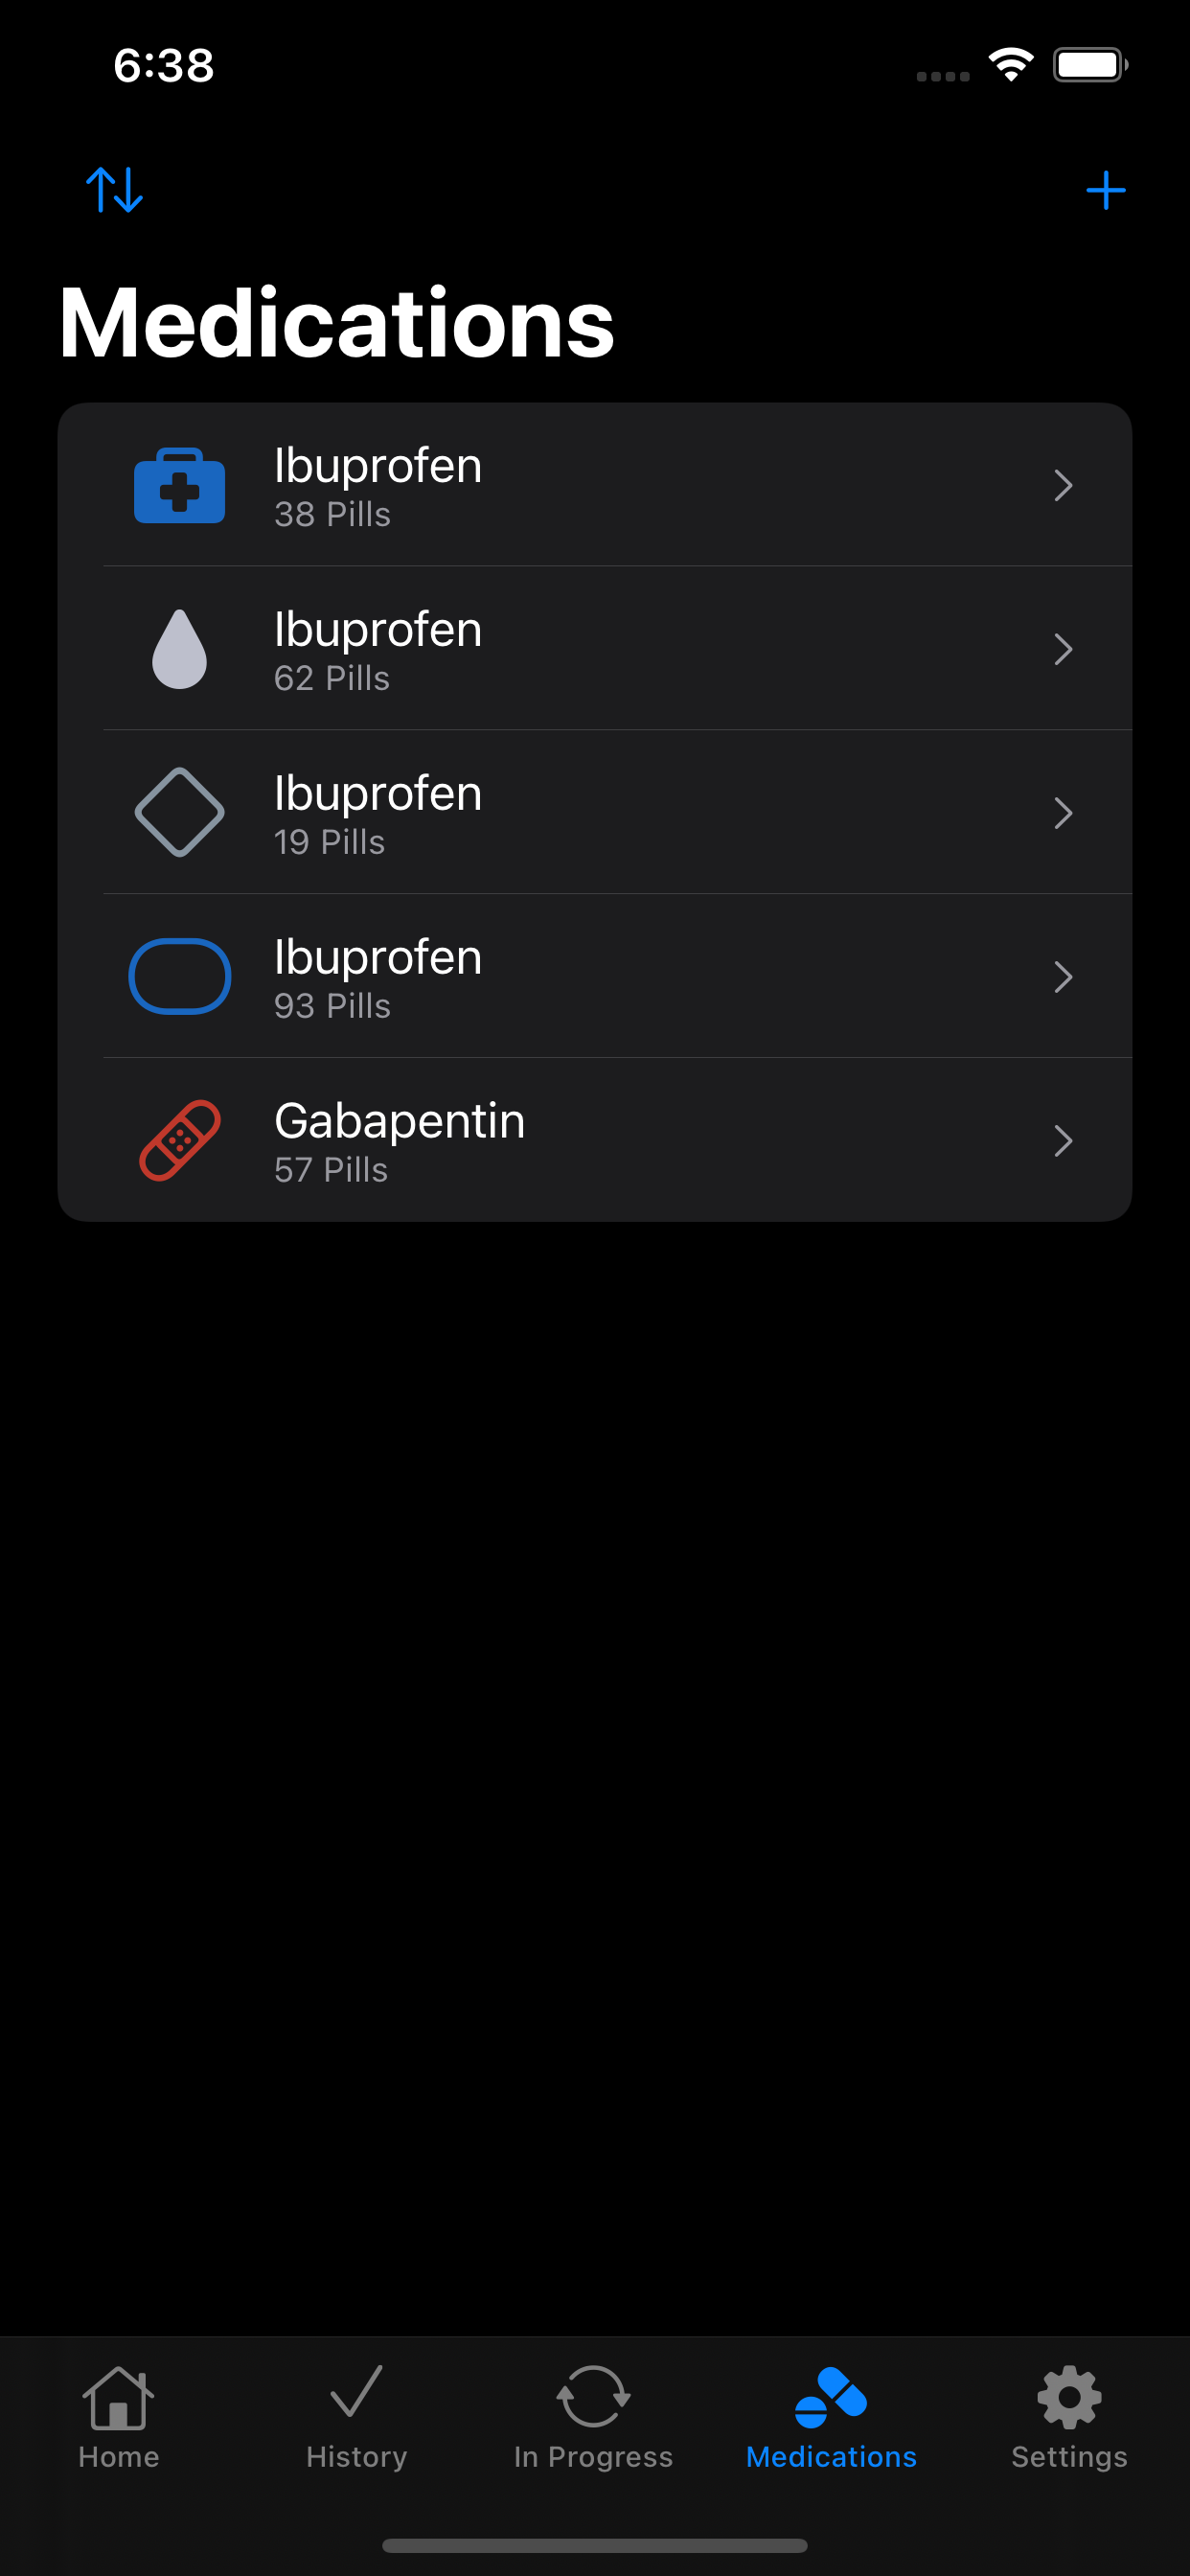 6:38
Medications
Ibuprofen
38 Pills
Ibuprofen
62 Pills
Ibuprofen
19 Pills
Ibuprofen
93 Pills
Gabapentin
57 Pills
Home
History
In Progress
Medications
Settings